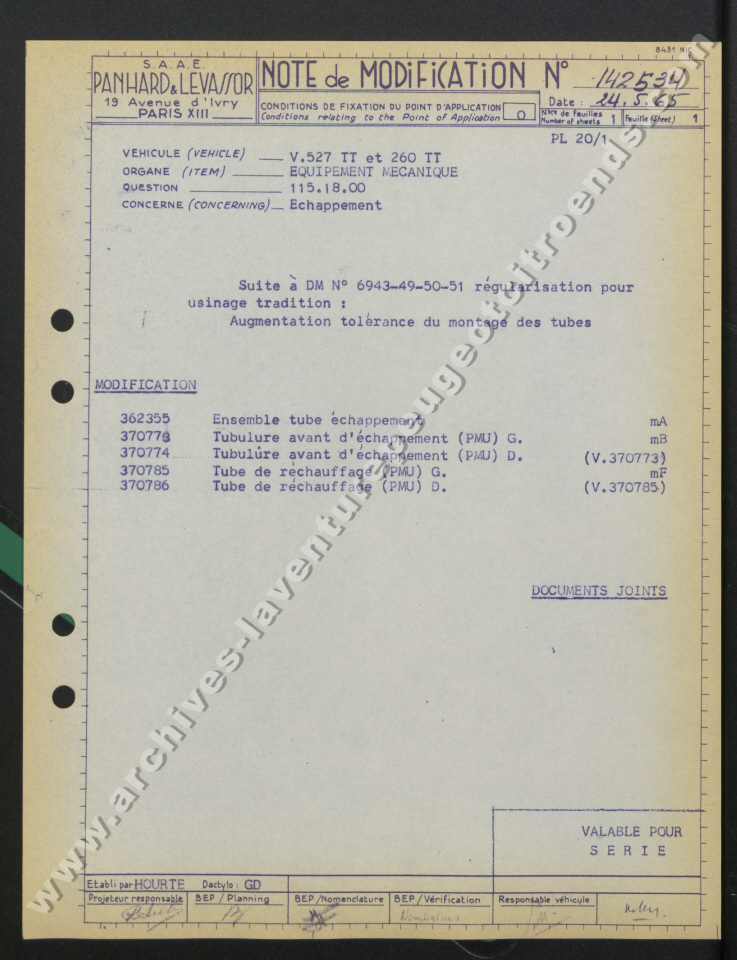 8431 NIC
S.A.A.E.
PANHARD & LEVASSOR
19 Avenue d'Ivry
PARIS XIII
NOTE de MODIFICATION N° 142534
CONDITIONS DE FIXATION DU POINT D'APPLICATION
Conditions relating to the Point of Application
0
Date : 24.5.65
Nbre de feuilles
Number of sheets 1
Feuille (Sheet) 1
PL 20/1
VEHICULE (VEHICLE) V.527 TT et 260 TT
ORGANE (ITEM) EQUIPEMENT MECANIQUE
QUESTION 115.18.00
CONCERNE (CONCERNING) Echappement
Suite à DM N° 6943-49-50-51 régularisation pour
usinage tradition :
Augmentation tolérance du montage des tubes
MODIFICATION
362355 Ensemble tube échappement mA
370773 Tubulure avant d'échappement (PMU) G. mB
370774 Tubulure avant d'échappement (PMU) D. (V.370773)
370785 Tube de réchauffage (PMU) G. mF
370786 Tube de réchauffage (PMU) D. (V.370785)
DOCUMENTS JOINTS
VALABLE POUR
SERIE
Etabli par HOURTE Dactylo : GD
Projeteur responsable
BEP / Planning
BEP / Nomenclature
BEP / Vérification
Responsable véhicule
www.archives-laventurepeugeotcitroends.com